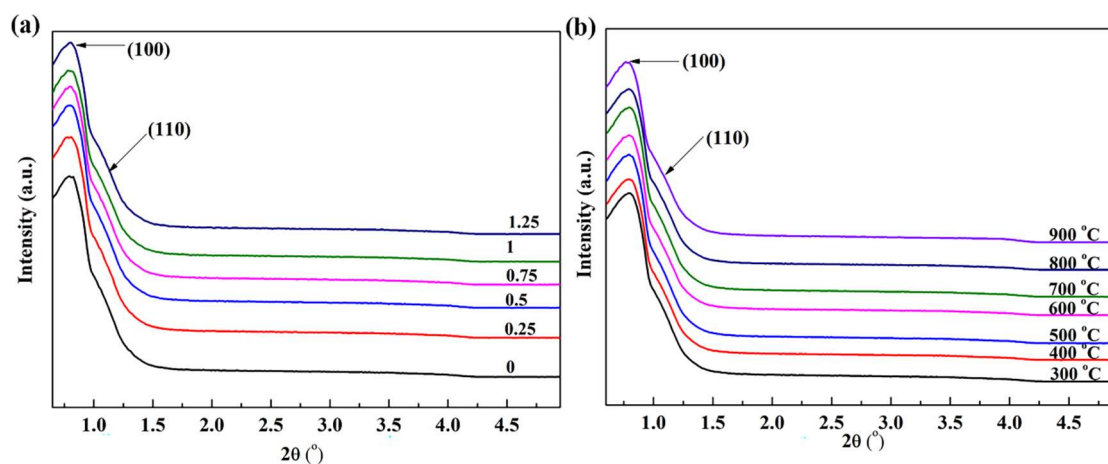 (a)
(100)
(110)
1.25
1
0.75
0.5
0.25
0
Intensity (a.u.)
1.0 1.5 2.0 2.5 3.0 3.5 4.0 4.5
2θ (°)
(b)
(100)
(110)
900 °C
800 °C
700 °C
600 °C
500 °C
400 °C
300 °C
Intensity (a.u.)
1.0 1.5 2.0 2.5 3.0 3.5 4.0 4.5
2θ (°)